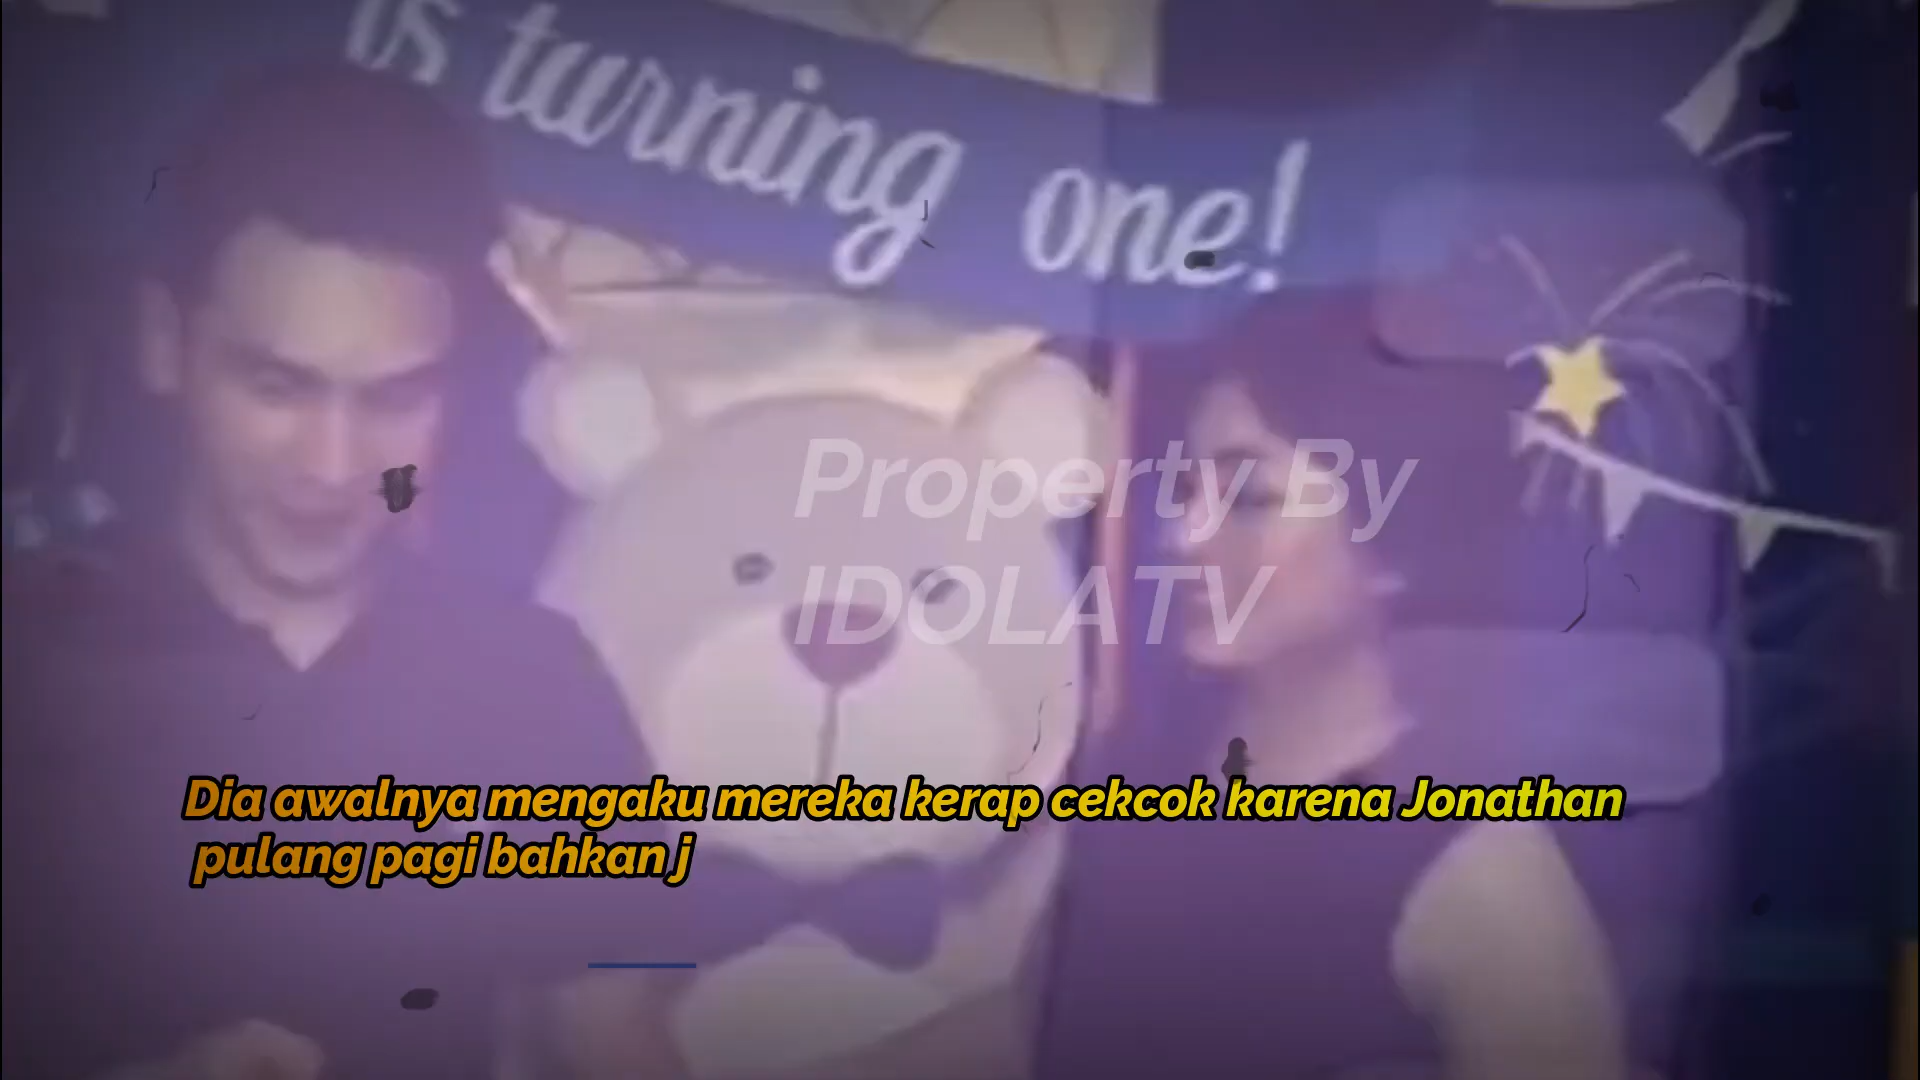 is turning one!
Property By
IDOLATV
Dia awalnya mengaku mereka kerap cekcok karena Jonathan
pulang pagi bahkan j